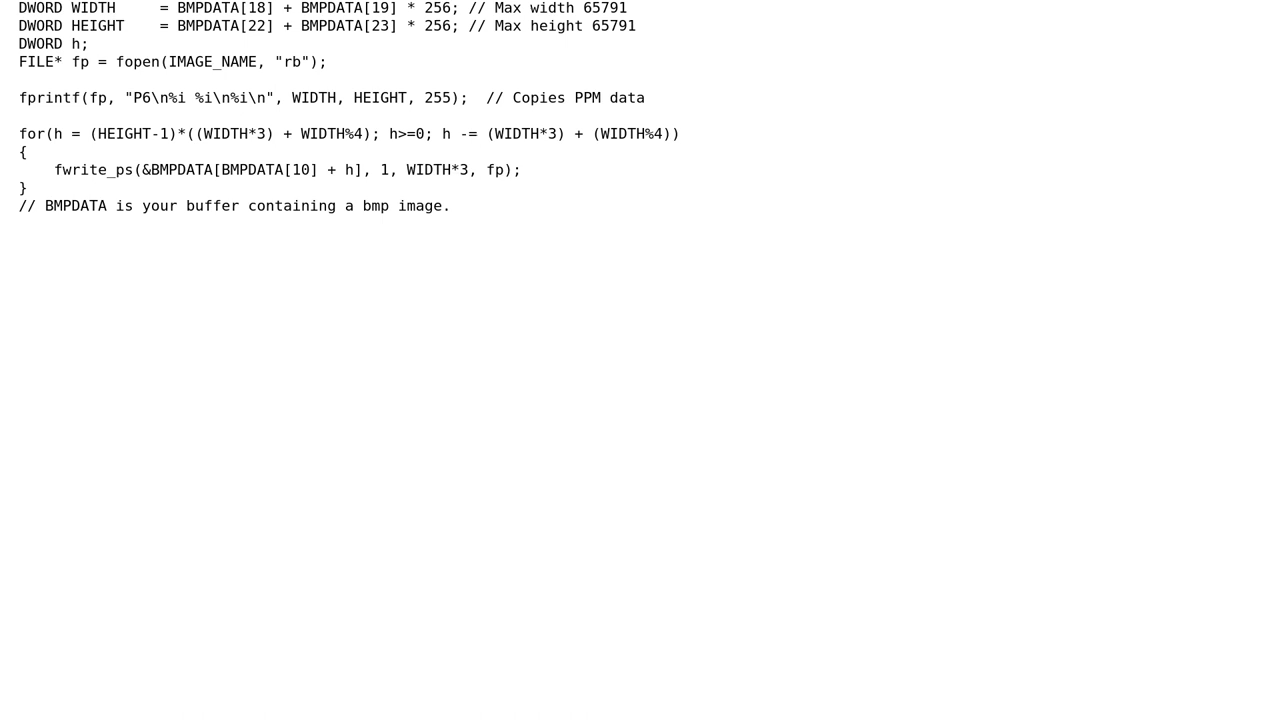 DWORD WIDTH     = BMPDATA[18] + BMPDATA[19] * 256; // Max width 65791
DWORD HEIGHT    = BMPDATA[22] + BMPDATA[23] * 256; // Max height 65791
DWORD h;
FILE* fp = fopen(IMAGE_NAME, "rb");

fprintf(fp, "P6\n%i %i\n%i\n", WIDTH, HEIGHT, 255);  // Copies PPM data

for(h = (HEIGHT-1)*((WIDTH*3) + WIDTH%4); h>=0; h -= (WIDTH*3) + (WIDTH%4))
{
    fwrite_ps(&BMPDATA[BMPDATA[10] + h], 1, WIDTH*3, fp);
}
// BMPDATA is your buffer containing a bmp image.